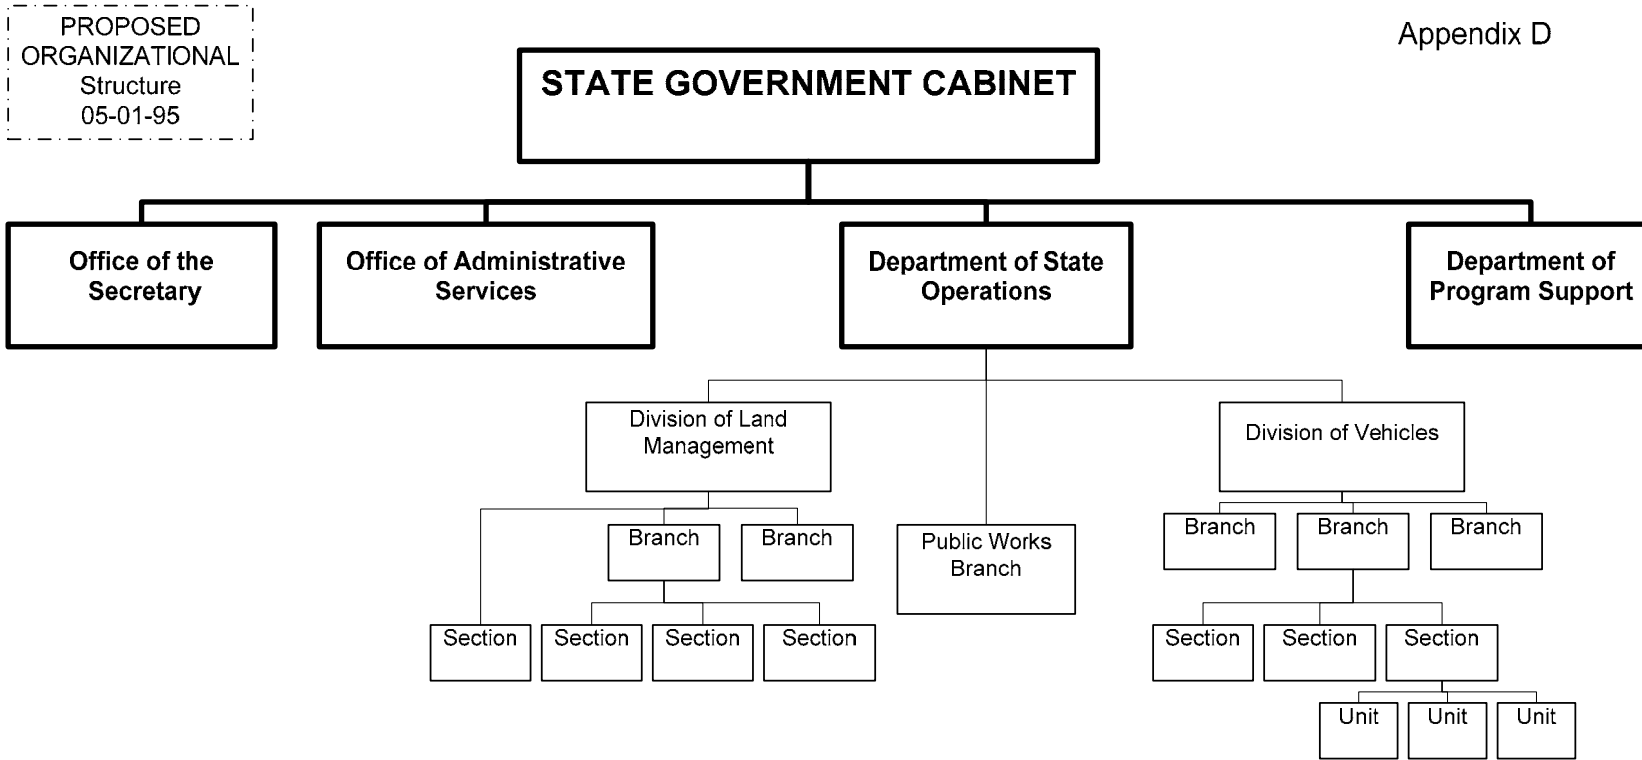 PROPOSED
ORGANIZATIONAL
Structure
05-01-95
Appendix D
STATE GOVERNMENT CABINET
Office of the
Secretary
Office of Administrative
Services
Department of State
Operations
Department of
Program Support
Division of Land
Management
Division of Vehicles
Branch
Branch
Public Works
Branch
Branch
Branch
Branch
Section
Section
Section
Section
Section
Section
Section
Unit
Unit
Unit